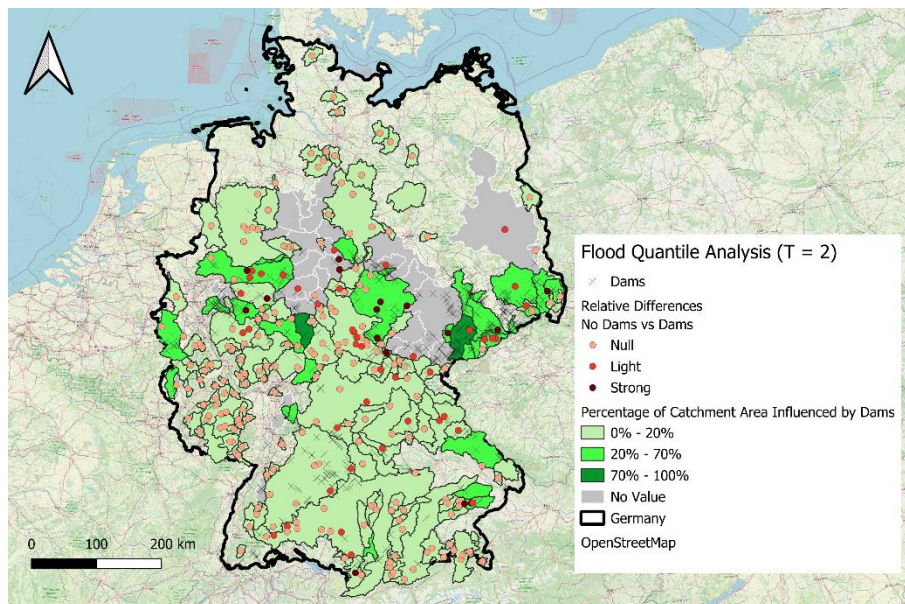 Flood Quantile Analysis (T = 2)
Dams
Relative Differences
No Dams vs Dams
Null
Light
Strong
Percentage of Catchment Area Influenced by Dams
0% - 20%
20% - 70%
70% - 100%
No Value
Germany
OpenStreetMap
0 100 200 km